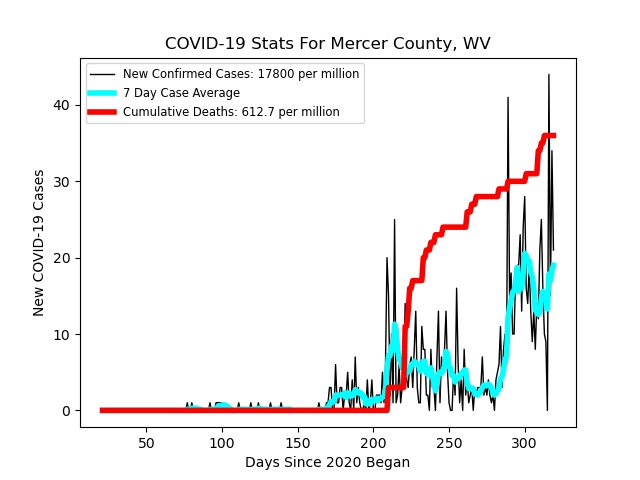 COVID-19 Stats For Mercer County, WV
New Confirmed Cases: 17800 per million
7 Day Case Average
Cumulative Deaths: 612.7 per million
New COVID-19 Cases
40
30
20
10
0
50 100 150 200 250 300
Days Since 2020 Began